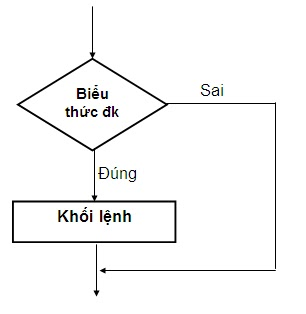 Biểu
thức đk
Sai
Đúng
Khối lệnh